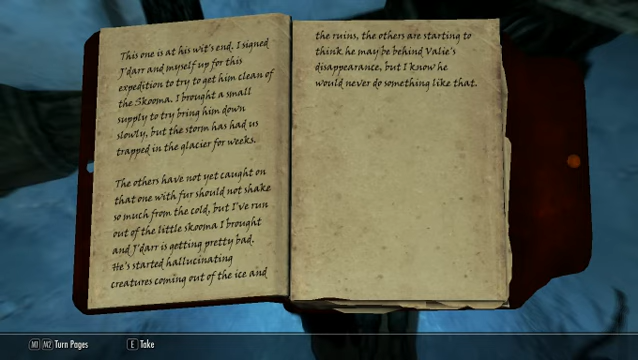 This one is at his wit's end. I signed
J'darr and myself up for this
expedition to try to get him clean of
the Skooma. I brought a small
supply to try bring him down
slowly, but the storm has had us
trapped in the glacier for weeks.
The others have not yet caught on
that one with fur should not shake
so much from the cold, but I've run
out of the little skooma I brought
and J'darr is getting pretty bad.
He's started hallucinating
creatures coming out of the ice and
the ruins, the others are starting to
think he may be behind Valie's
disappearance, but I know he
would never do something like that.
M1 M2 Turn Pages
E Take